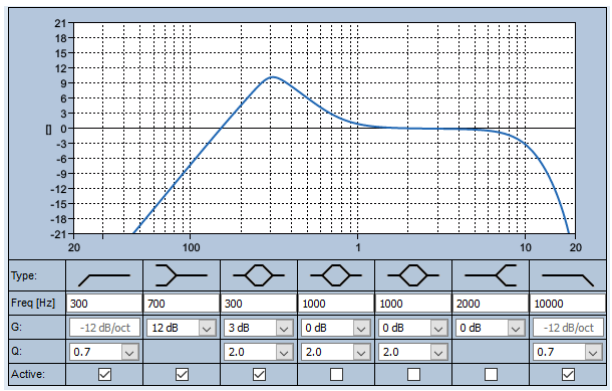 21
18
15
12
9
6
3
[] 0
-3
-6
-9
-12
-15
-18
-21
20 100 1 10 20
Type:
Freq [Hz] 300 700 300 1000 1000 2000 10000
G: -12 dB/oct 12 dB 3 dB 0 dB 0 dB 0 dB -12 dB/oct
Q: 0.7 2.0 2.0 2.0 0.7
Active: